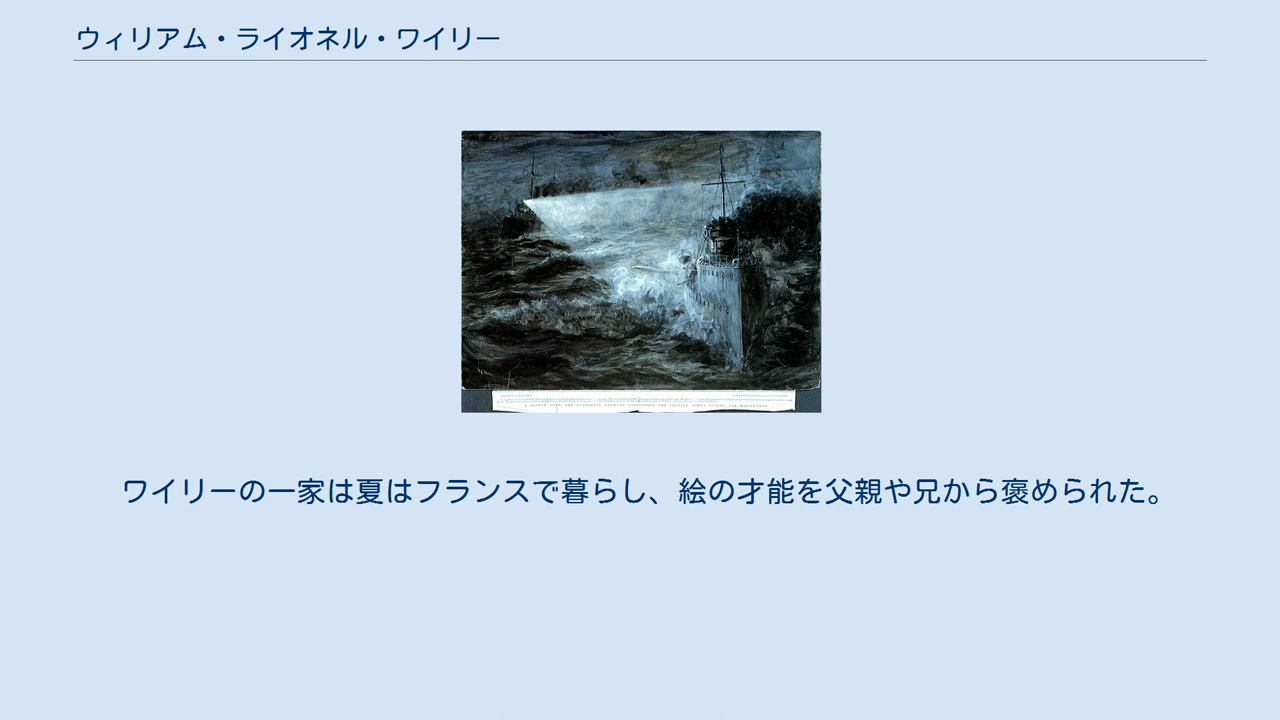 ウィリアム・ライオネル・ワイリー
ワイリーの一家は夏はフランスで暮らし、絵の才能を父親や兄から褒められた。